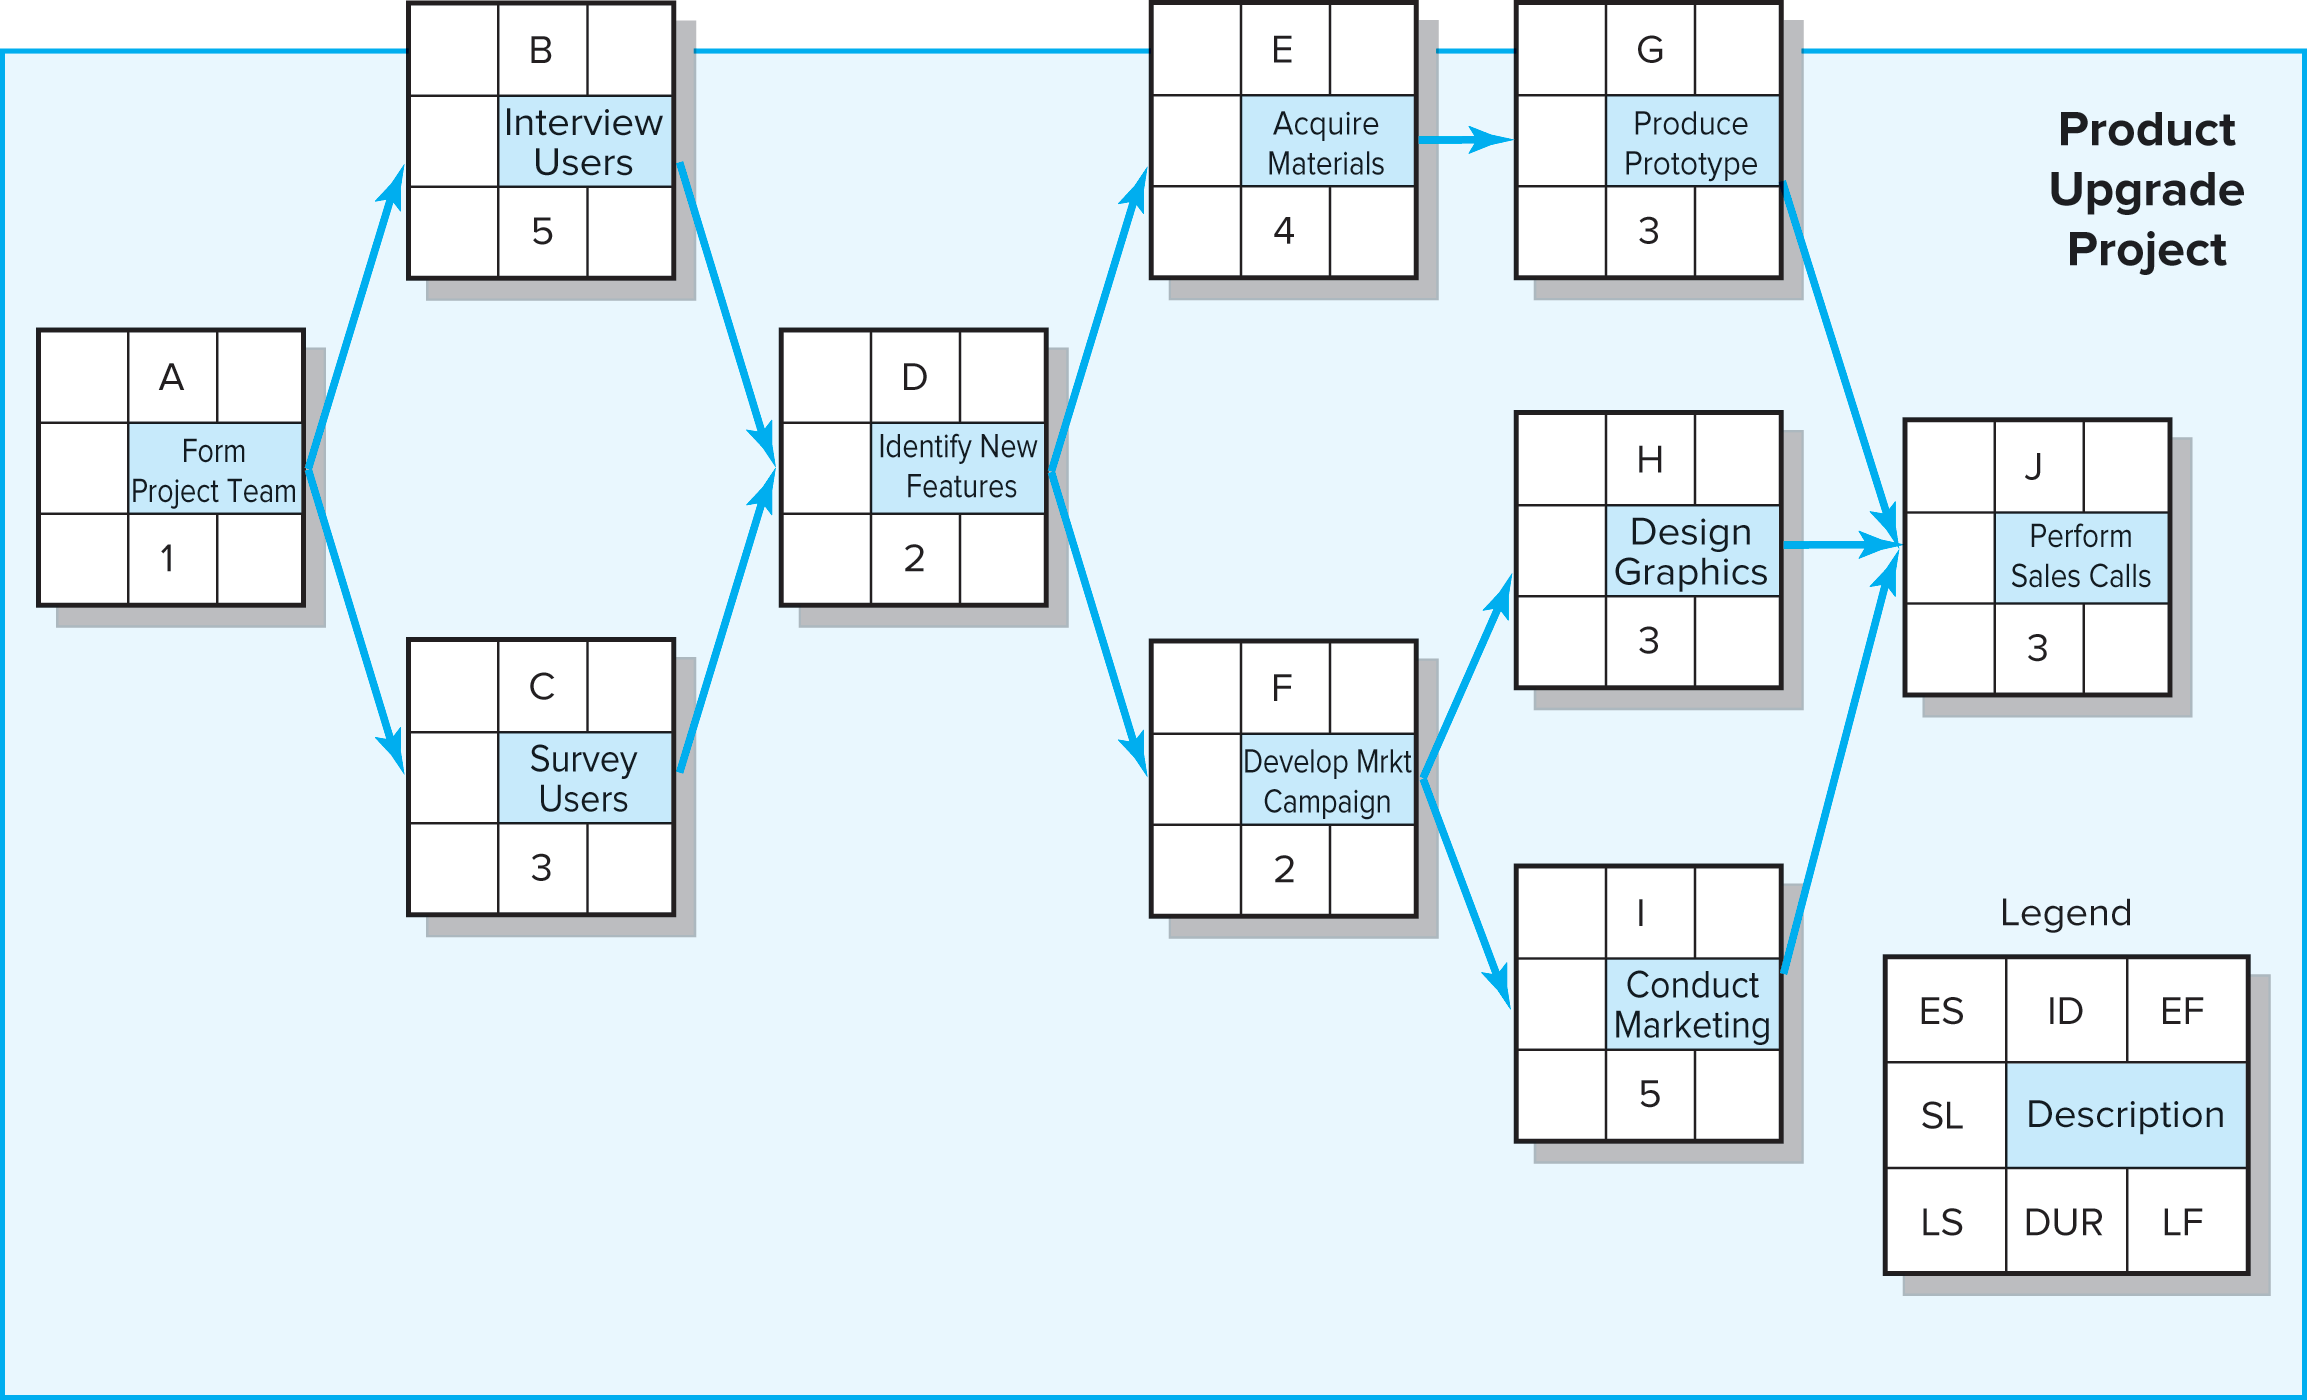 B
Interview
Users
5
E
Acquire
Materials
4
G
Produce
Prototype
3
Product
Upgrade
Project
A
Form
Project Team
1
D
Identify New
Features
2
H
Design
Graphics
3
J
Perform
Sales Calls
3
C
Survey
Users
3
F
Develop Mrkt
Campaign
2
I
Conduct
Marketing
5
Legend
ES ID EF
SL Description
LS DUR LF